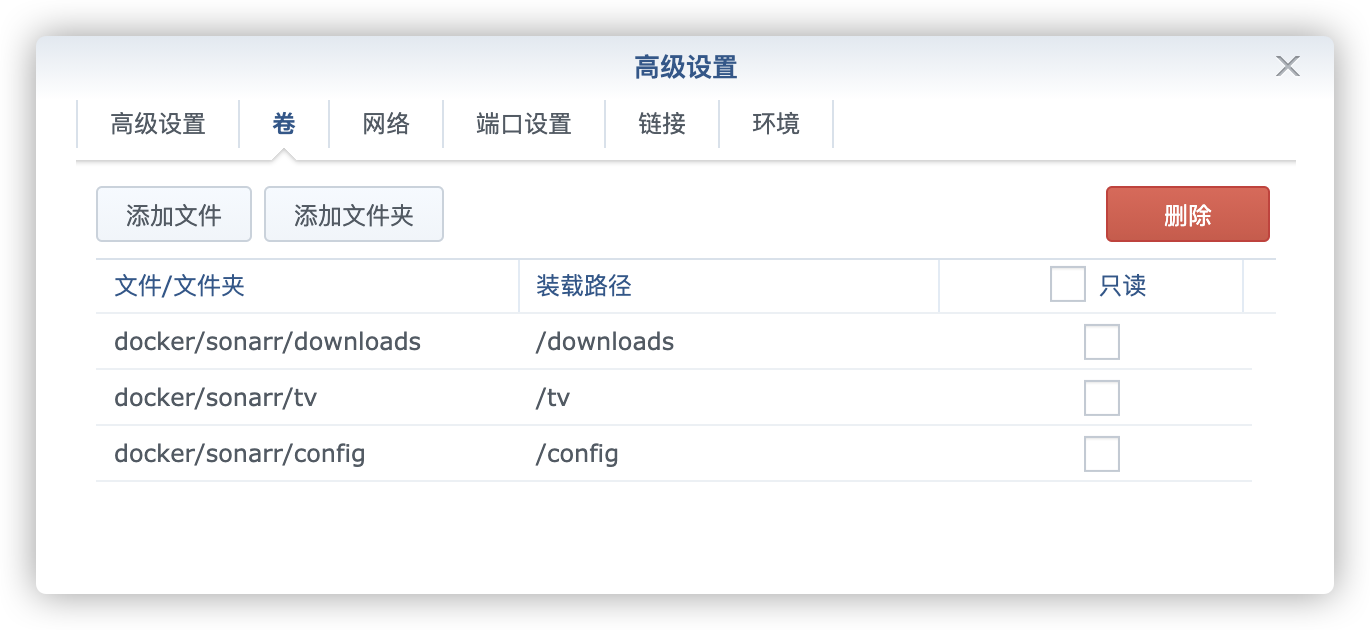 高级设置
高级设置 卷 网络 端口设置 链接 环境
添加文件 添加文件夹 删除
文件/文件夹 装载路径 只读
docker/sonarr/downloads /downloads
docker/sonarr/tv /tv
docker/sonarr/config /config